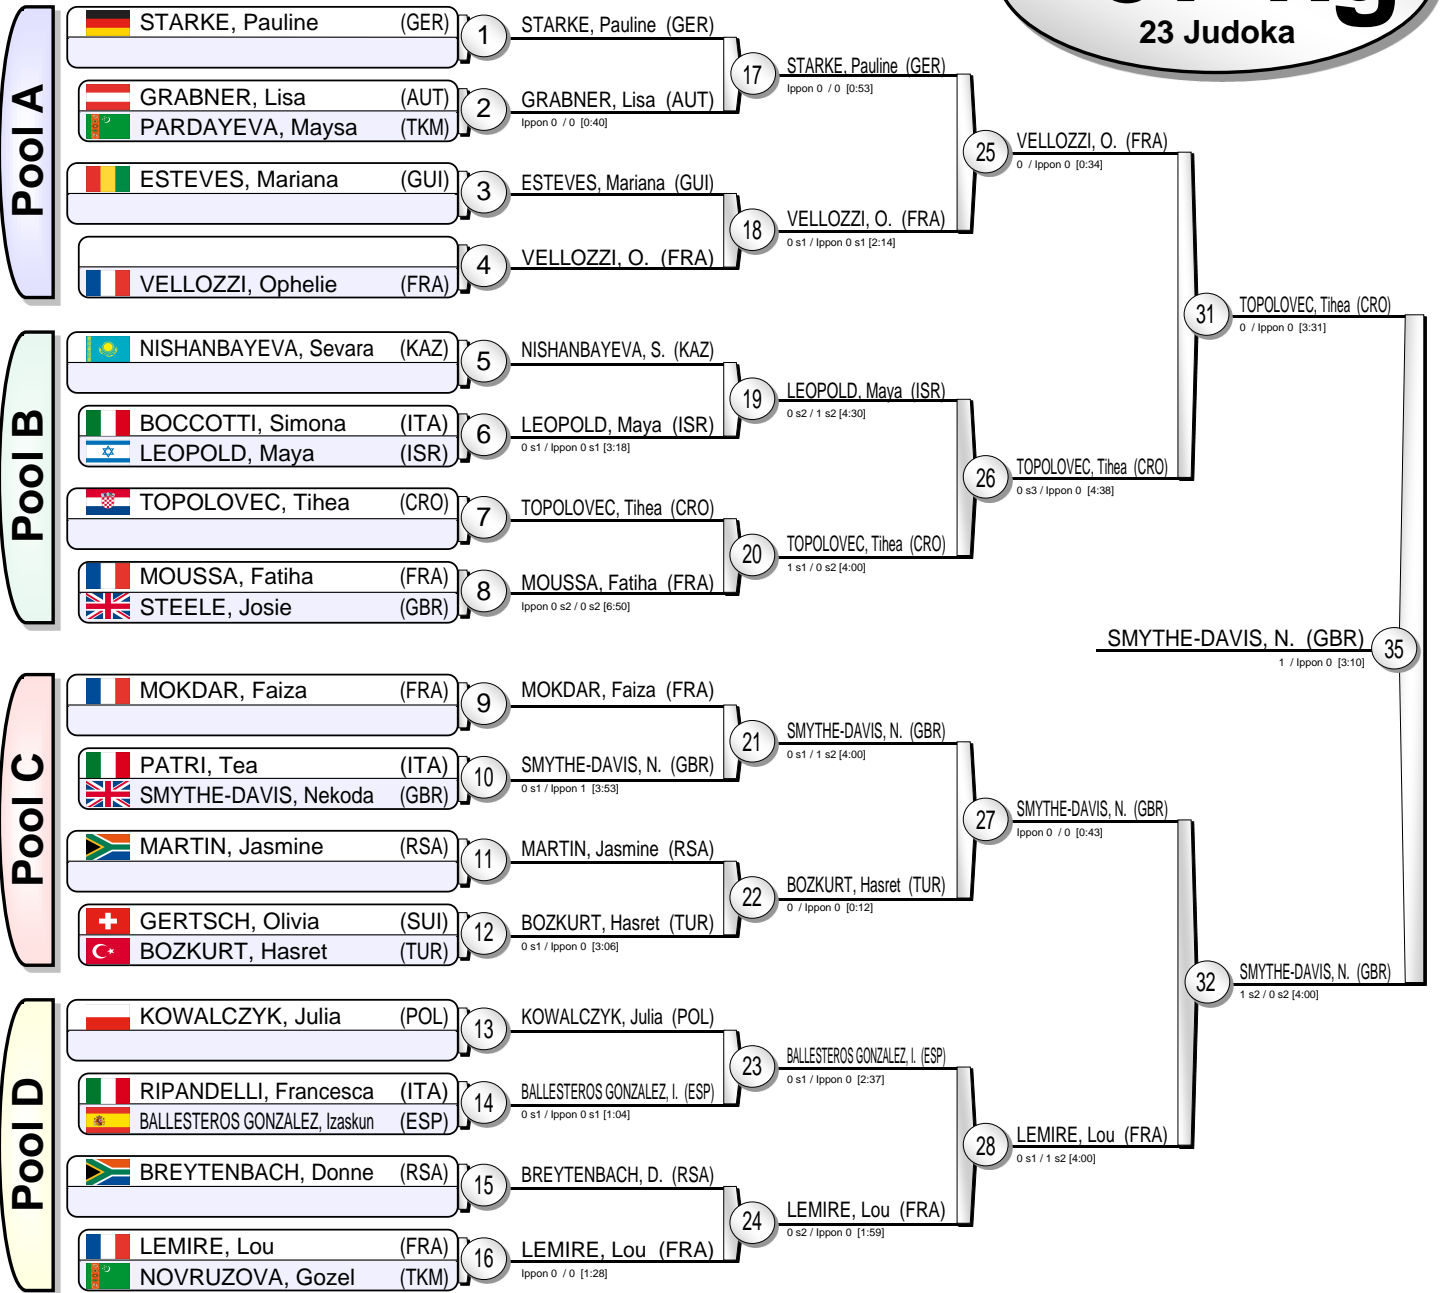 23 Judoka
Pool A
STARKE, Pauline (GER)
1
STARKE, Pauline (GER)
GRABNER, Lisa (AUT)
PARDAYEVA, Maysa (TKM)
2
GRABNER, Lisa (AUT)
Ippon 0 / 0 [0:40]
17
STARKE, Pauline (GER)
Ippon 0 / 0 [0:53]
ESTEVES, Mariana (GUI)
3
ESTEVES, Mariana (GUI)
VELLOZZI, Ophelie (FRA)
4
VELLOZZI, O. (FRA)
18
VELLOZZI, O. (FRA)
0 s1 / Ippon 0 s1 [2:14]
25
VELLOZZI, O. (FRA)
0 / Ippon 0 [0:34]
Pool B
NISHANBAYEVA, Sevara (KAZ)
5
NISHANBAYEVA, S. (KAZ)
BOCCOTTI, Simona (ITA)
LEOPOLD, Maya (ISR)
6
LEOPOLD, Maya (ISR)
0 s1 / Ippon 0 s1 [3:18]
19
LEOPOLD, Maya (ISR)
0 s2 / 1 s2 [4:30]
TOPOLOVEC, Tihea (CRO)
7
TOPOLOVEC, Tihea (CRO)
MOUSSA, Fatiha (FRA)
STEELE, Josie (GBR)
8
MOUSSA, Fatiha (FRA)
Ippon 0 s2 / 0 s2 [6:50]
20
TOPOLOVEC, Tihea (CRO)
1 s1 / 0 s2 [4:00]
26
TOPOLOVEC, Tihea (CRO)
0 s3 / Ippon 0 [4:38]
31
TOPOLOVEC, Tihea (CRO)
0 / Ippon 0 [3:31]
SMYTHE-DAVIS, N. (GBR)
35
1 / Ippon 0 [3:10]
Pool C
MOKDAR, Faiza (FRA)
9
MOKDAR, Faiza (FRA)
PATRI, Tea (ITA)
SMYTHE-DAVIS, Nekoda (GBR)
10
SMYTHE-DAVIS, N. (GBR)
0 s1 / Ippon 1 [3:53]
21
SMYTHE-DAVIS, N. (GBR)
0 s1 / 1 s2 [4:00]
MARTIN, Jasmine (RSA)
11
MARTIN, Jasmine (RSA)
GERTSCH, Olivia (SUI)
BOZKURT, Hasret (TUR)
12
BOZKURT, Hasret (TUR)
0 s1 / Ippon 0 [3:06]
22
BOZKURT, Hasret (TUR)
0 / Ippon 0 [0:12]
27
SMYTHE-DAVIS, N. (GBR)
Ippon 0 / 0 [0:43]
Pool D
KOWALCZYK, Julia (POL)
13
KOWALCZYK, Julia (POL)
RIPANDELLI, Francesca (ITA)
BALLESTEROS GONZALEZ, Izaskun (ESP)
14
BALLESTEROS GONZALEZ, I. (ESP)
0 s1 / Ippon 0 s1 [1:04]
23
BALLESTEROS GONZALEZ, I. (ESP)
0 s1 / Ippon 0 [2:37]
BREYTENBACH, Donne (RSA)
15
BREYTENBACH, D. (RSA)
LEMIRE, Lou (FRA)
NOVRUZOVA, Gozel (TKM)
16
LEMIRE, Lou (FRA)
Ippon 0 / 0 [1:28]
24
LEMIRE, Lou (FRA)
0 s2 / Ippon 0 [1:59]
28
LEMIRE, Lou (FRA)
0 s1 / 1 s2 [4:00]
32
SMYTHE-DAVIS, N. (GBR)
1 s2 / 0 s2 [4:00]